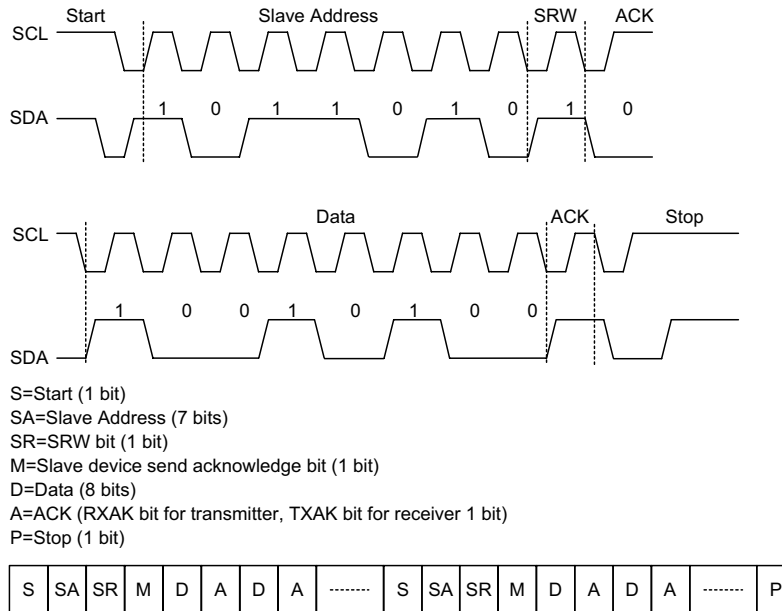 Start Slave Address SRW ACK
SCL
1 0 1 1 0 1 0 1 0
SDA
Data ACK Stop
SCL
1 0 0 1 0 1 0 0
SDA
S=Start (1 bit)
SA=Slave Address (7 bits)
SR=SRW bit (1 bit)
M=Slave device send acknowledge bit (1 bit)
D=Data (8 bits)
A=ACK (RXAK bit for transmitter, TXAK bit for receiver 1 bit)
P=Stop (1 bit)
S SA SR M D A D A ........ S SA SR M D A D A ........ P